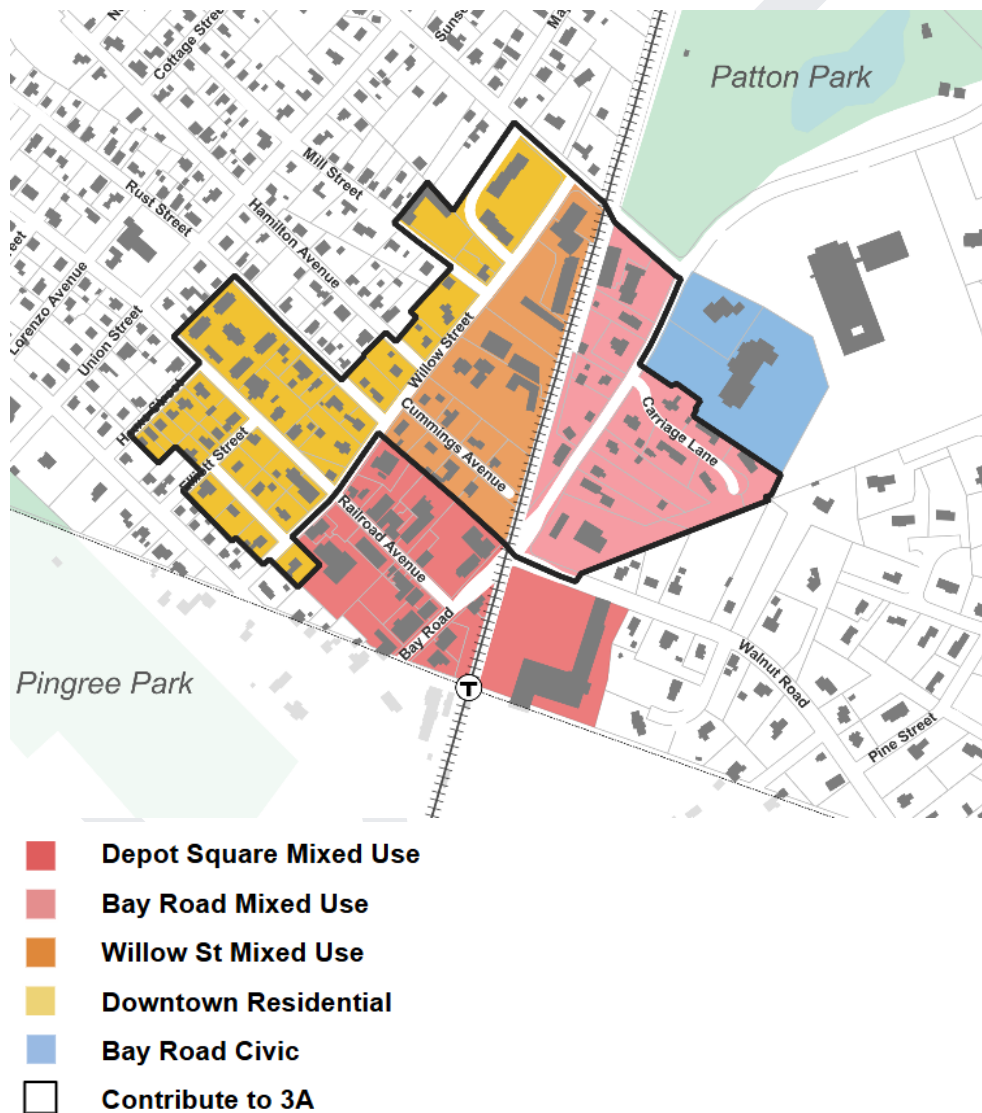 Cottage Street
Patton Park
Mill Street
Rust Street
Hamilton Avenue
Lorenzo Avenue
Union Street
Willow Street
Cummings Avenue
Carriage Lane
Railroad Avenue
Bay Road
T
Pingree Park
Walnut Road
Pine Street
Depot Square Mixed Use
Bay Road Mixed Use
Willow St Mixed Use
Downtown Residential
Bay Road Civic
Contribute to 3A